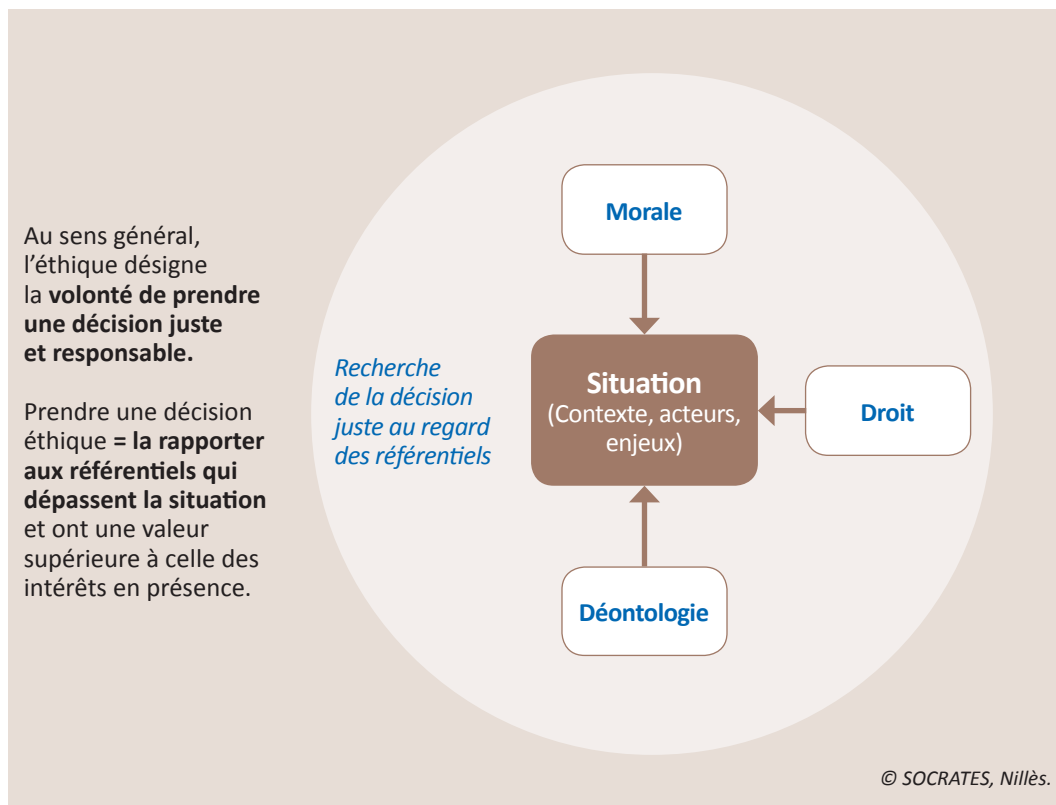 Au sens général,
l’éthique désigne
la volonté de prendre
une décision juste
et responsable.
Prendre une décision
éthique = la rapporter
aux référentiels qui
dépassent la situation
et ont une valeur
supérieure à celle des
intérêts en présence.
Recherche
de la décision
juste au regard
des référentiels
Morale
Situation
(Contexte, acteurs,
enjeux)
Droit
Déontologie
© SOCRATES, Nillès.